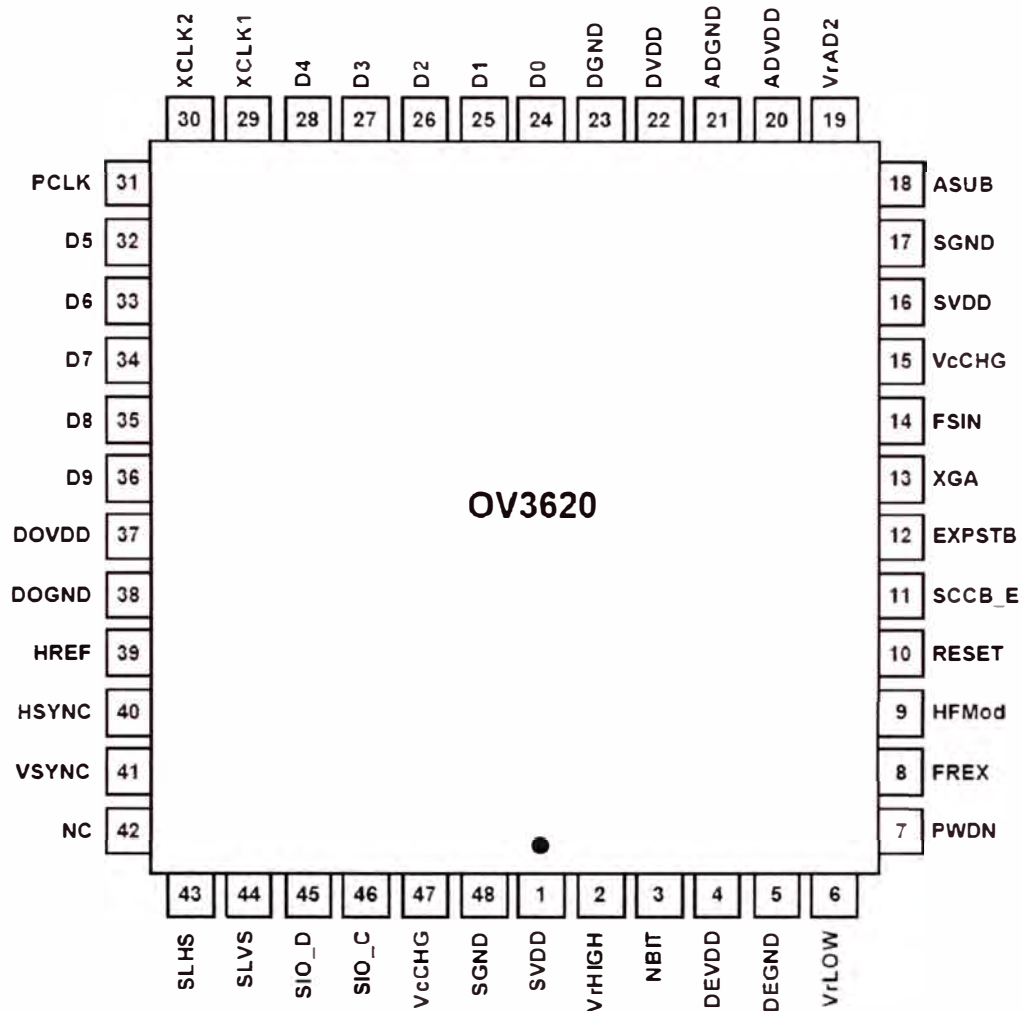 XCLK2 XCLK1 D4 D3 D2 D1 D0 DGND DVDD ADGND ADVDD VrAD2
30 29 28 27 26 25 24 23 22 21 20 19
PCLK 31 18 ASUB
D5 32 17 SGND
D6 33 16 SVDD
D7 34 15 VcCHG
D8 35 14 FSIN
D9 36 13 XGA
OV3620
DOVDD 37 12 EXPSTB
DOGND 38 11 SCCB_E
HREF 39 10 RESET
HSYNC 40 9 HFMod
VSYNC 41 8 FREX
NC 42 7 PWDN
43 44 45 46 47 48 1 2 3 4 5 6
SLHS SLVS SIO_D SIO_C VcCHG SGND SVDD VrHIGH NBIT DEVDD DEGND VrLOW